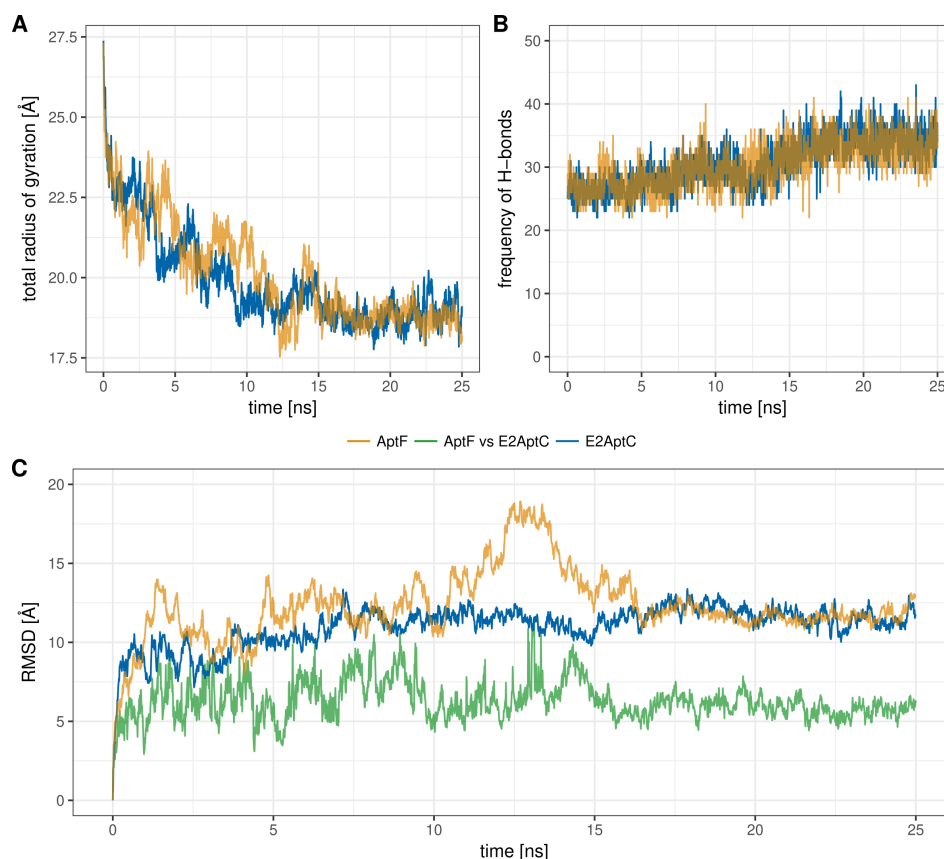 A
total radius of gyration [Å]
27.5
25.0
22.5
20.0
17.5
0 5 10 15 20 25
time [ns]
B
frequency of H−bonds
50
40
30
20
10
0
0 5 10 15 20 25
time [ns]
AptF AptF vs E2AptC E2AptC
C
RMSD [Å]
20
15
10
5
0
0 5 10 15 20 25
time [ns]